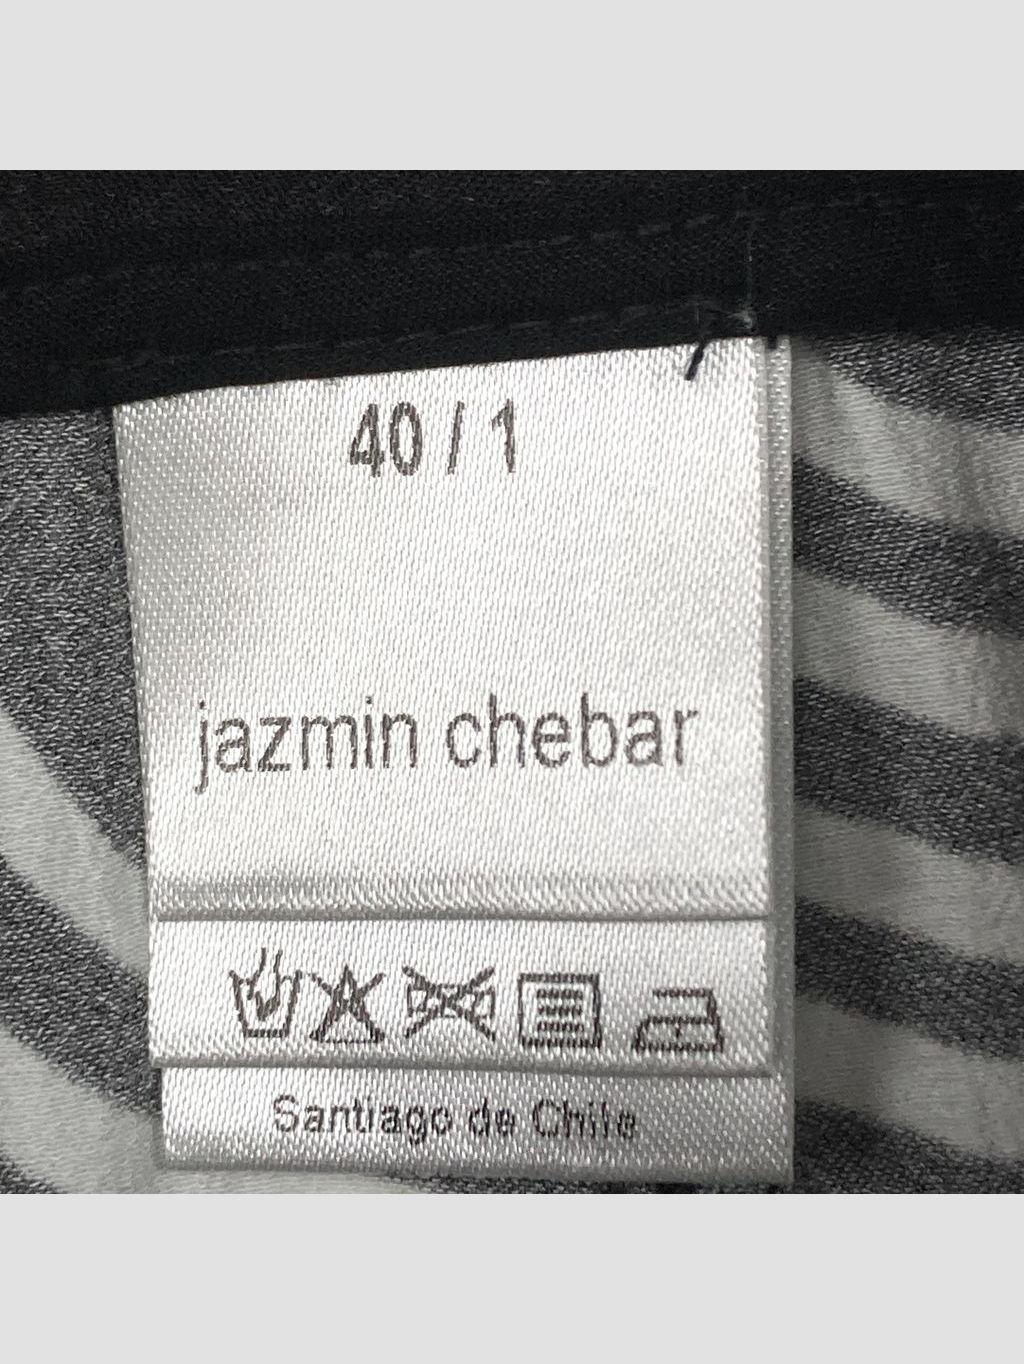 40 / 1
jazmin chebar
Santiago de Chile